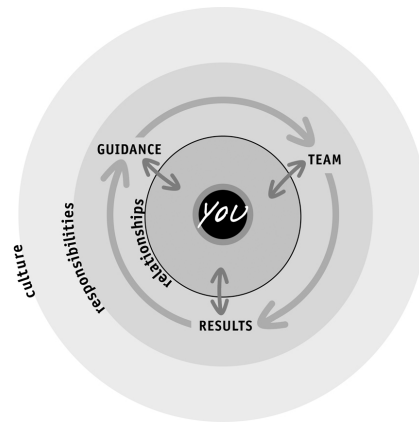 GUIDANCE
TEAM
YOU
relationships
responsibilities
culture
RESULTS